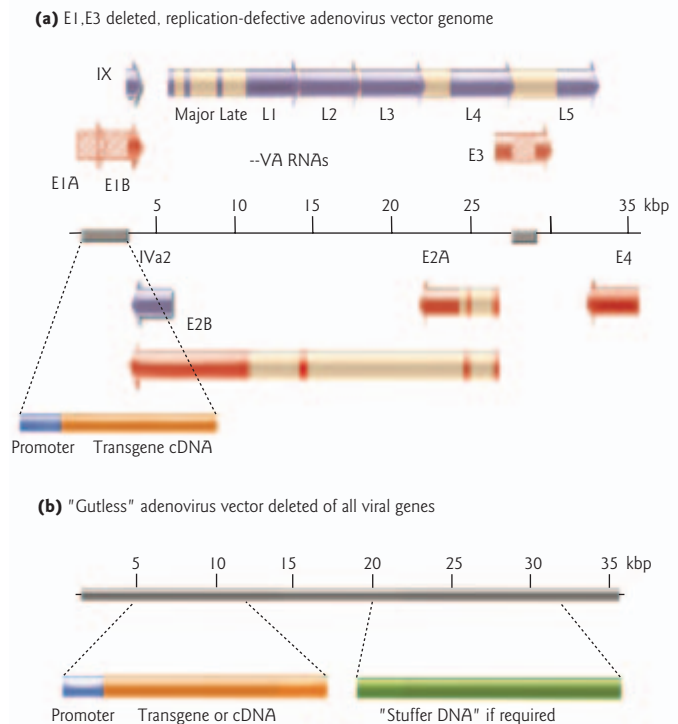 (a) E1,E3 deleted, replication-defective adenovirus vector genome
IX
Major Late L1 L2 L3 L4 L5
--VA RNAs
E3
E1A E1B
5 10 15 20 25 35 kbp
IVa2 E2A E4
E2B
Promoter Transgene cDNA
(b) "Gutless" adenovirus vector deleted of all viral genes
5 10 15 20 25 30 35 kbp
Promoter Transgene or cDNA "Stuffer DNA" if required